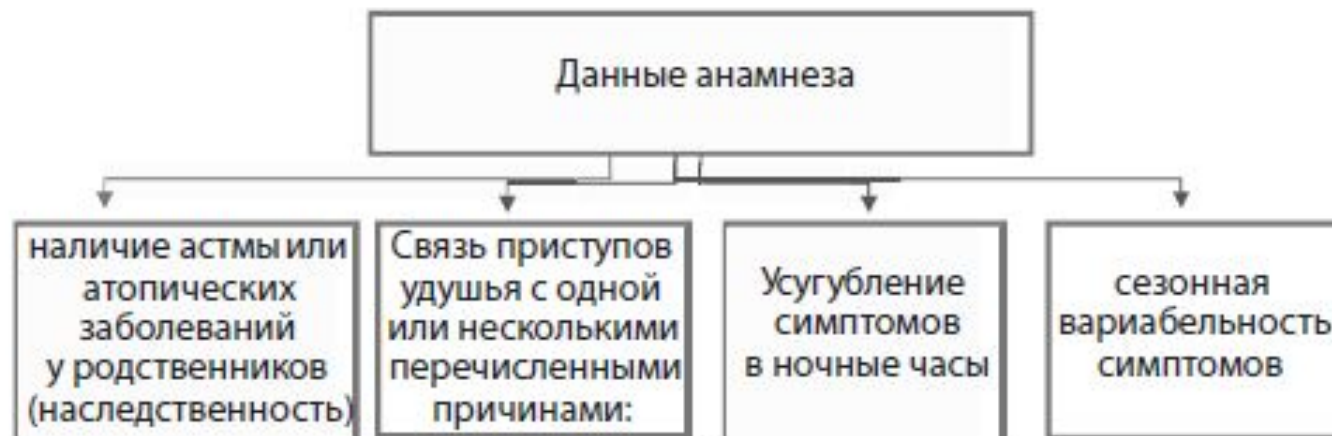 Данные анамнеза
наличие астмы или
атопических
заболеваний
у родственников
(наследственность)
Связь приступов
удушья с одной
или несколькими
перечисленными
причинами:
Усугубление
симптомов
в ночные часы
сезонная
вариабельность
симптомов